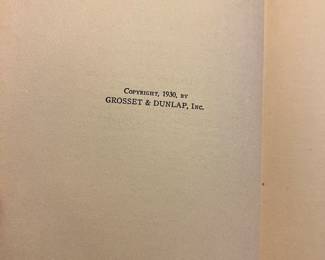 Copyright, 1930, by
GROSSET & DUNLAP, Inc.